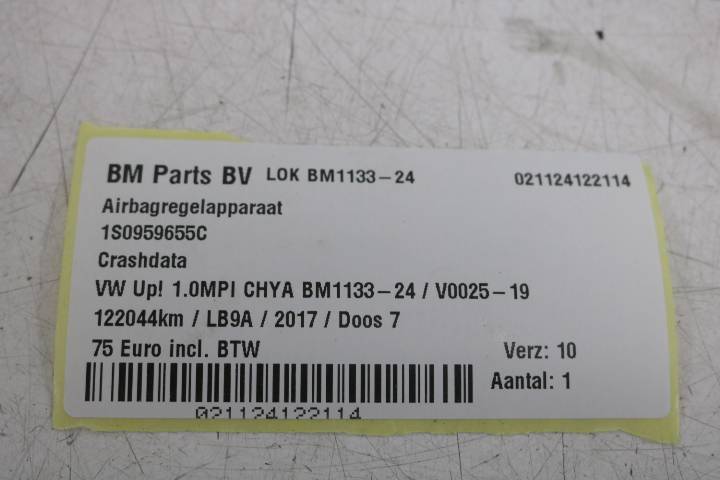 BM Parts BV LOK BM1133-24 021124122114
Airbagregelapparaat
1S0959655C
Crashdata
VW Up! 1.0MPI CHYA BM1133-24 / V0025-19
122044km / LB9A / 2017 / Doos 7
75 Euro incl. BTW Verz: 10
Aantal: 1
021124122114